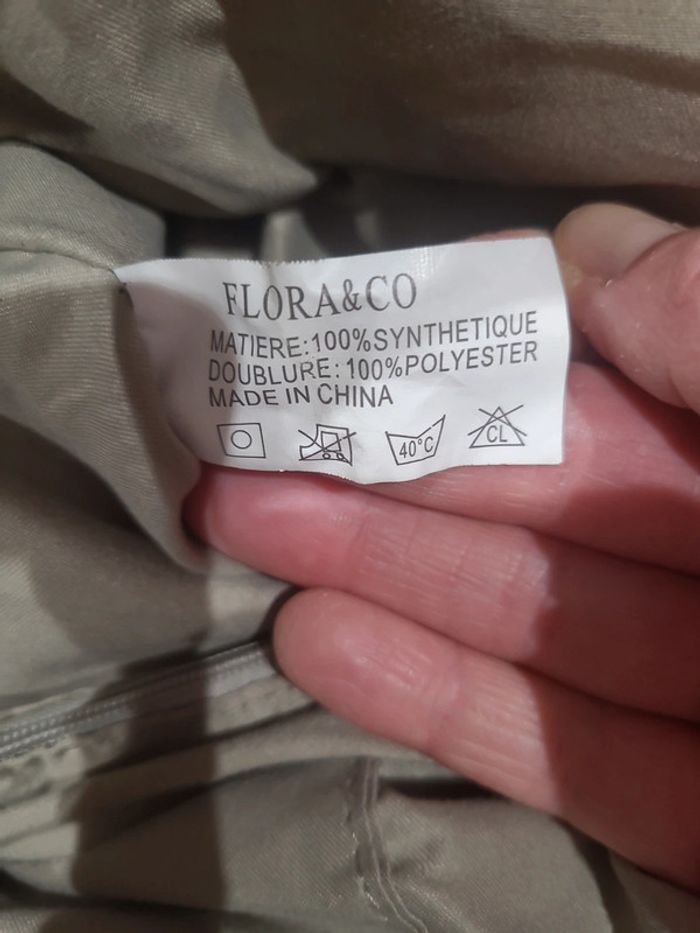 FLORA&CO
MATIERE:100%SYNTHETIQUE
DOUBLURE:100%POLYESTER
MADE IN CHINA
40°C CL